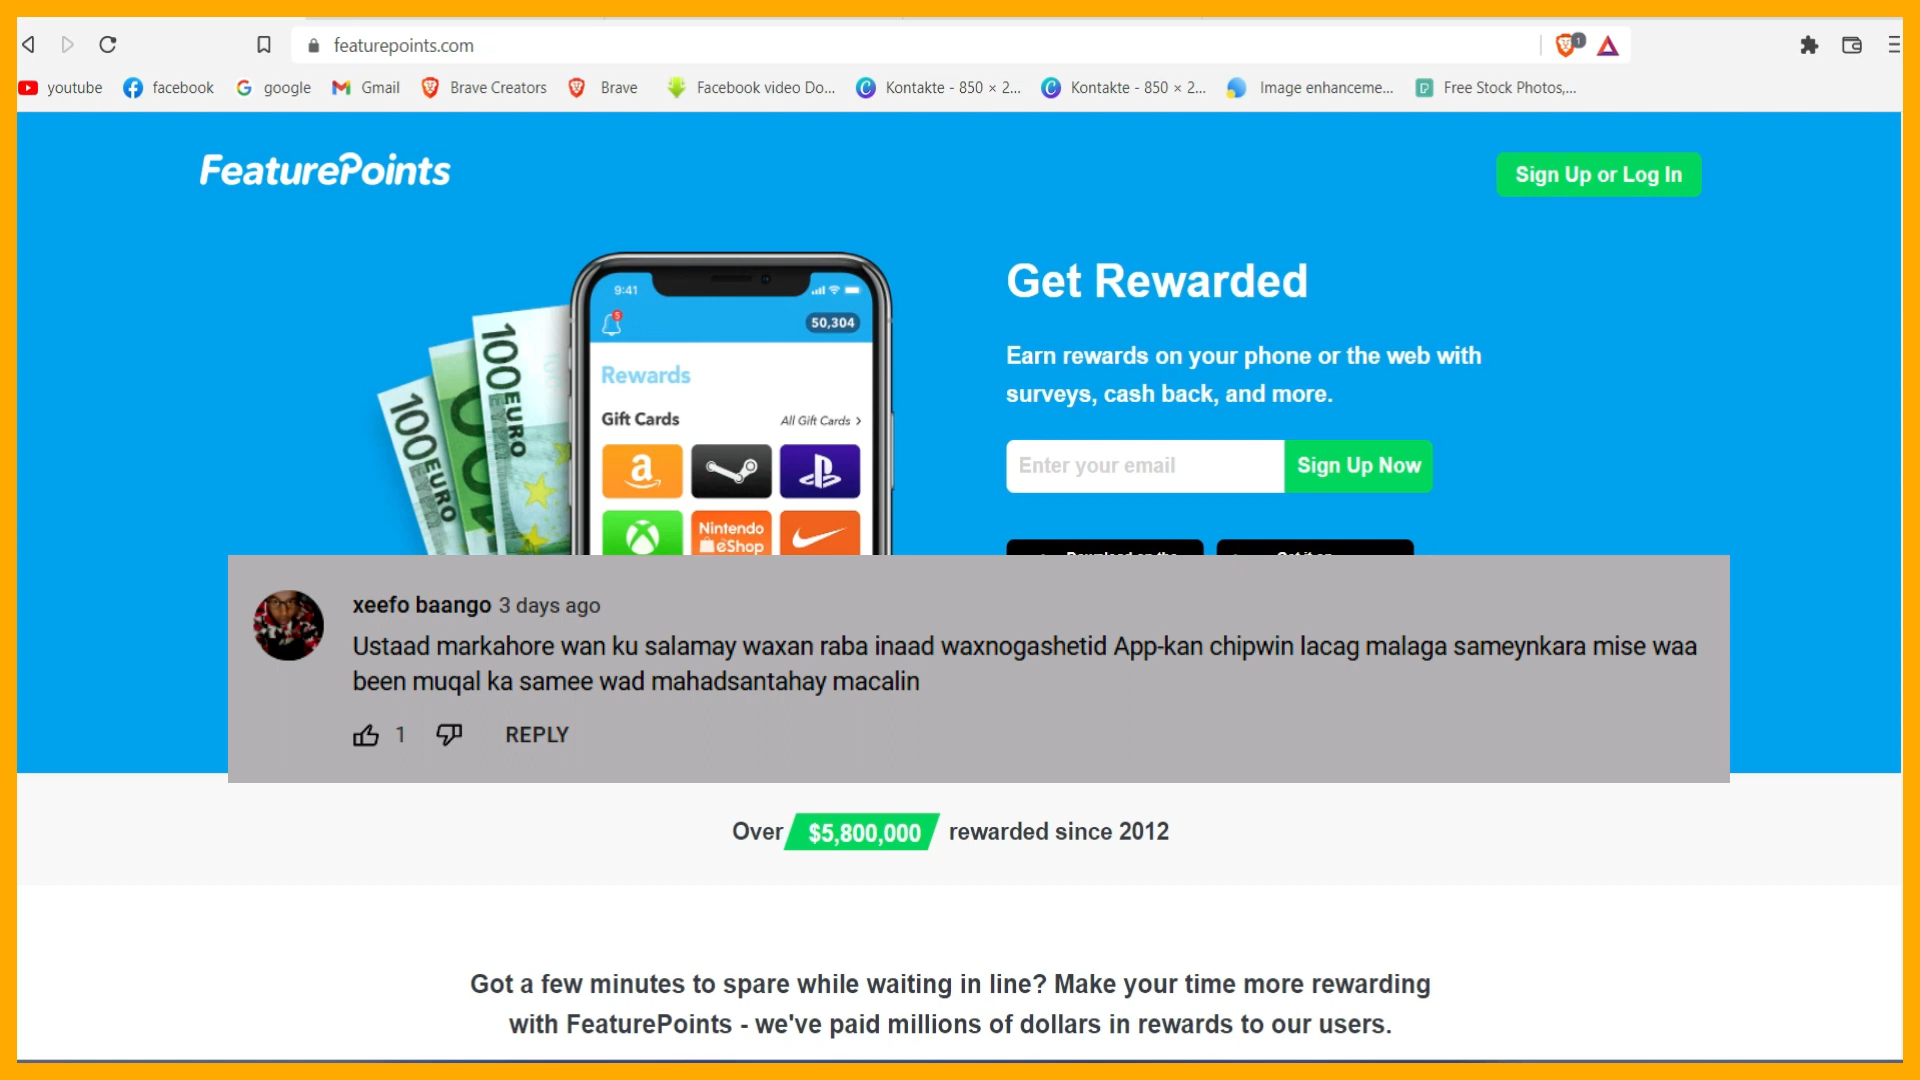 featurepoints.com
1
youtube facebook google Gmail Brave Creators Brave Facebook video Do... Kontakte - 850 × 2... Kontakte - 850 × 2... Image enhanceme... Free Stock Photos,...
FeaturePoints
Sign Up or Log In
100 EURO
100 EURO
9:41
5
50,304
Rewards
Gift Cards All Gift Cards >
Nintendo
eShop
Get Rewarded
Earn rewards on your phone or the web with
surveys, cash back, and more.
Enter your email Sign Up Now
xeefo baango 3 days ago
Ustaad markahore wan ku salamay waxan raba inaad waxnogashetid App-kan chipwin lacag malaga sameynkara mise waa
been muqal ka samee wad mahadsantahay macalin
1 REPLY
Over $5,800,000 rewarded since 2012
Got a few minutes to spare while waiting in line? Make your time more rewarding
with FeaturePoints - we've paid millions of dollars in rewards to our users.